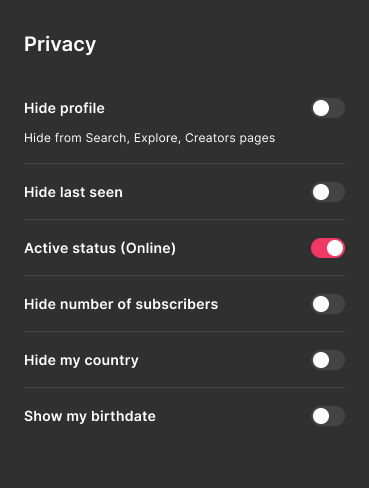 Privacy
Hide profile
Hide from Search, Explore, Creators pages
Hide last seen
Active status (Online)
Hide number of subscribers
Hide my country
Show my birthdate